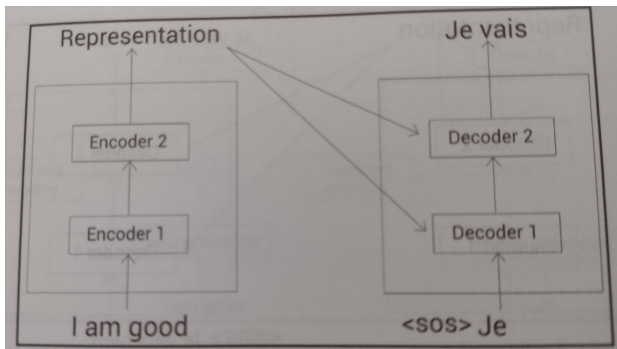 Representation
Je vais
Encoder 2
Decoder 2
Encoder 1
Decoder 1
I am good
<sos> Je